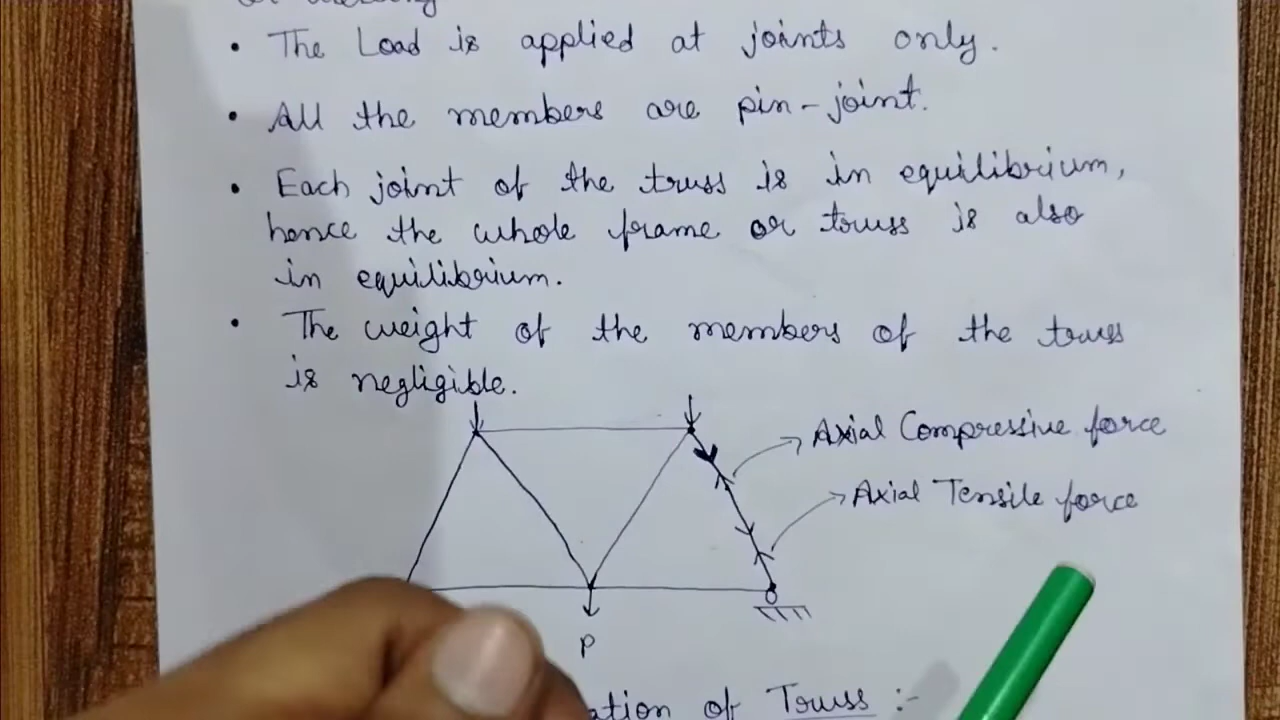 • The Load is applied at joints only.
• All the members are pin-joint.
• Each joint of the truss is in equilibrium,
hence the whole frame or truss is also
in equilibrium.
• The weight of the members of the truss
is negligible.
Axial Compressive force
Axial Tensile force
P
ation of Truss :-